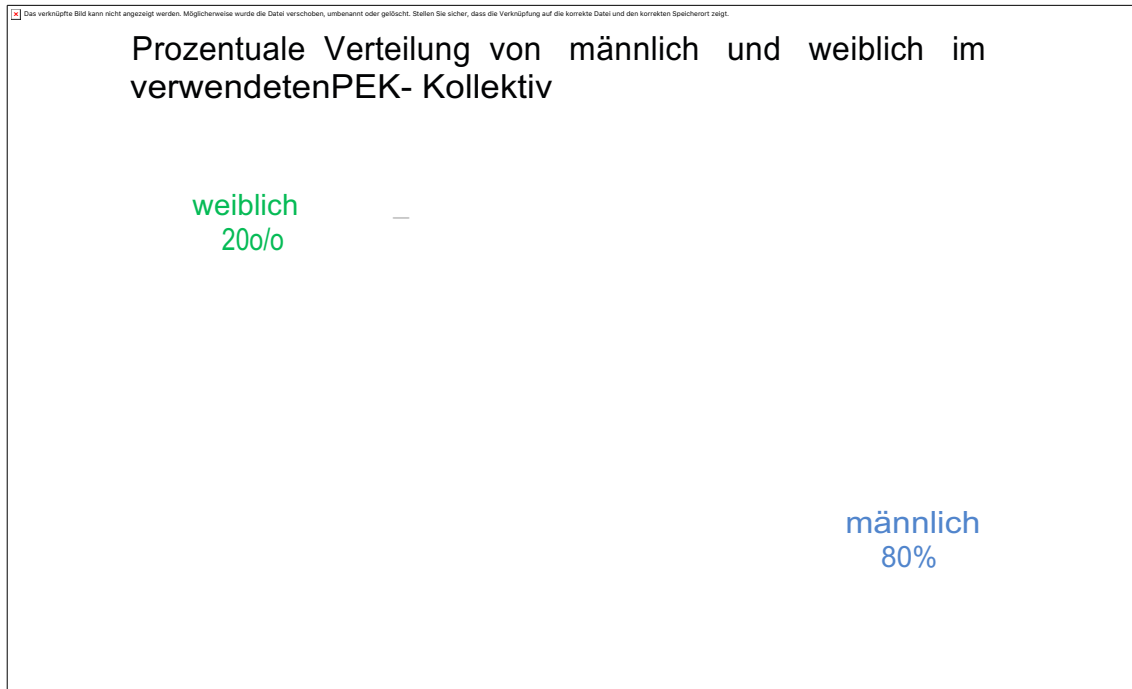 Das verknüpfte Bild kann nicht angezeigt werden. Möglicherweise wurde die Datei verschoben, umbenannt oder gelöscht. Stellen Sie sicher, dass die Verknüpfung auf die korrekte Datei und den korrekten Speicherort zeigt.
Prozentuale Verteilung von männlich und weiblich im
verwendetenPEK- Kollektiv
weiblich
20o/o
männlich
80%